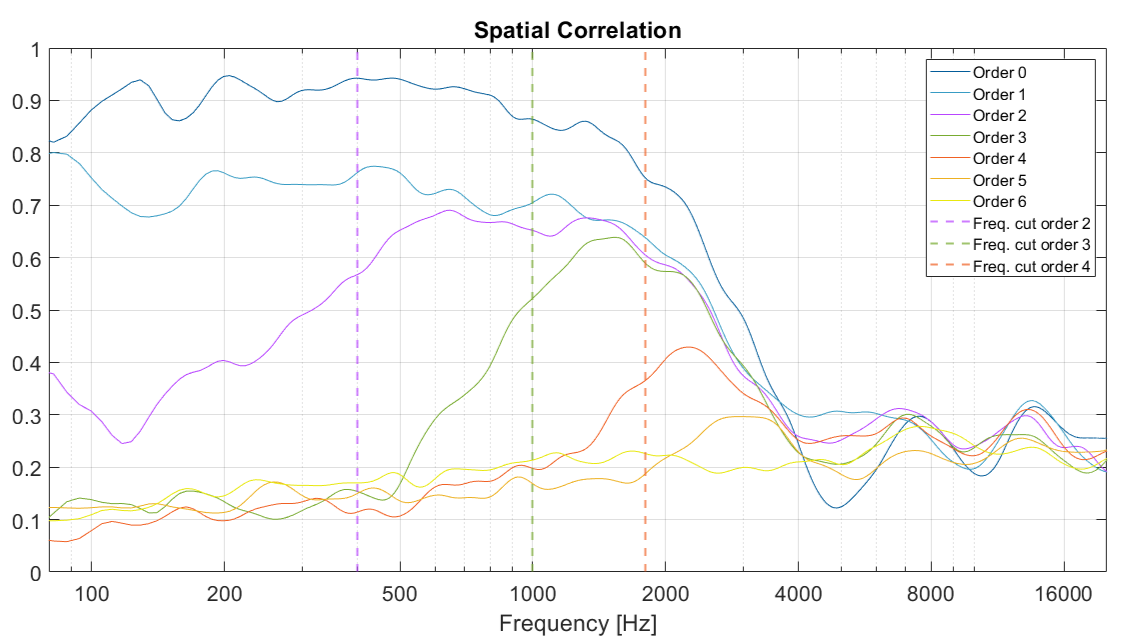 Spatial Correlation
1
0.9
0.8
0.7
0.6
0.5
0.4
0.3
0.2
0.1
0
100 200 500 1000 2000 4000 8000 16000
Frequency [Hz]
Order 0
Order 1
Order 2
Order 3
Order 4
Order 5
Order 6
Freq. cut order 2
Freq. cut order 3
Freq. cut order 4